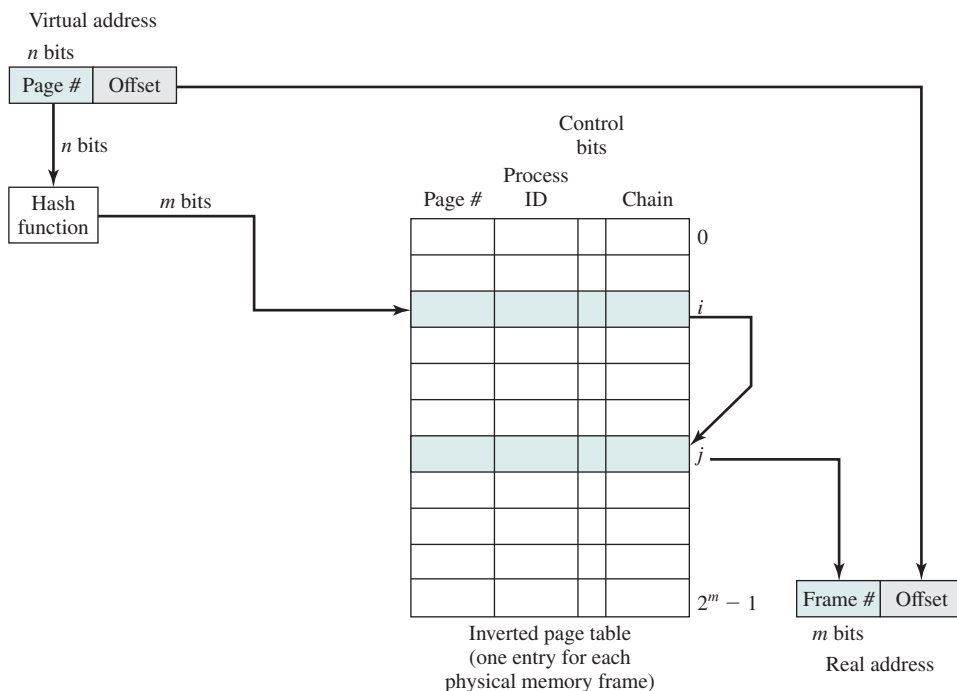 Virtual address
n bits
Page #
Offset
n bits
Hash
function
m bits
Control
bits
Process
Page #
ID
Chain
0
i
j
2^m − 1
Frame #
Offset
m bits
Real address
Inverted page table
(one entry for each
physical memory frame)